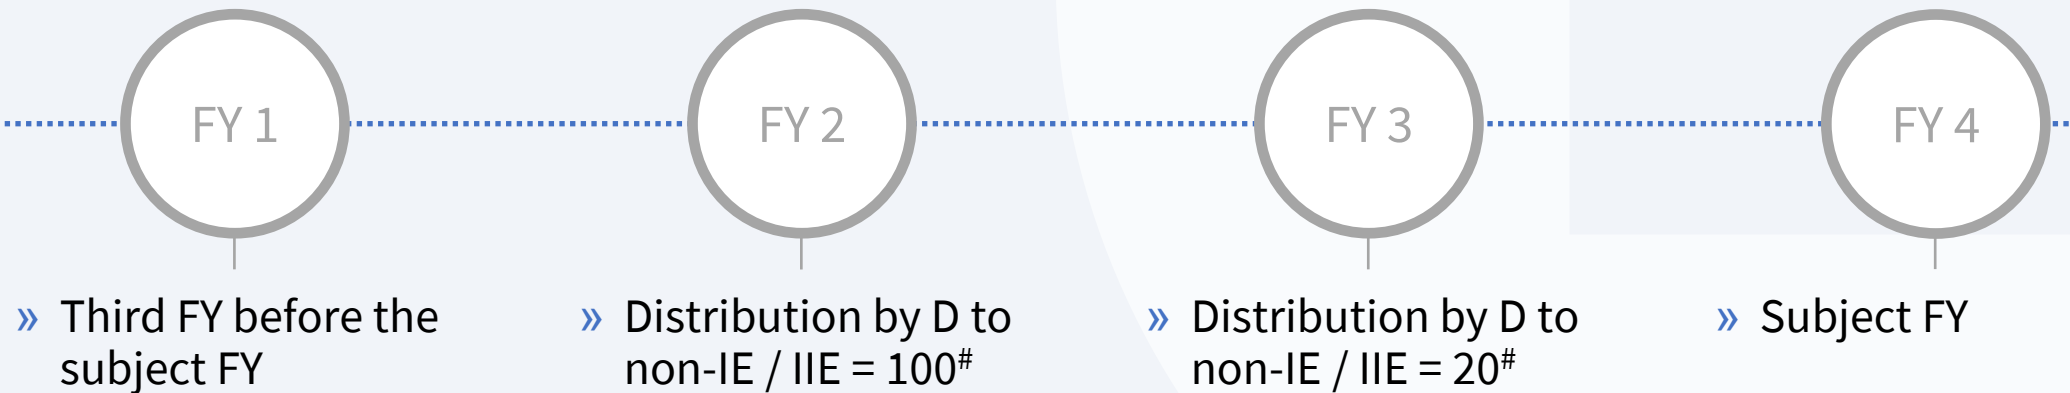 FY 1
FY 2
FY 3
FY 4
» Third FY before the
subject FY
» Distribution by D to
non-IE / IIE = 100#
» Distribution by D to
non-IE / IIE = 20#
» Subject FY